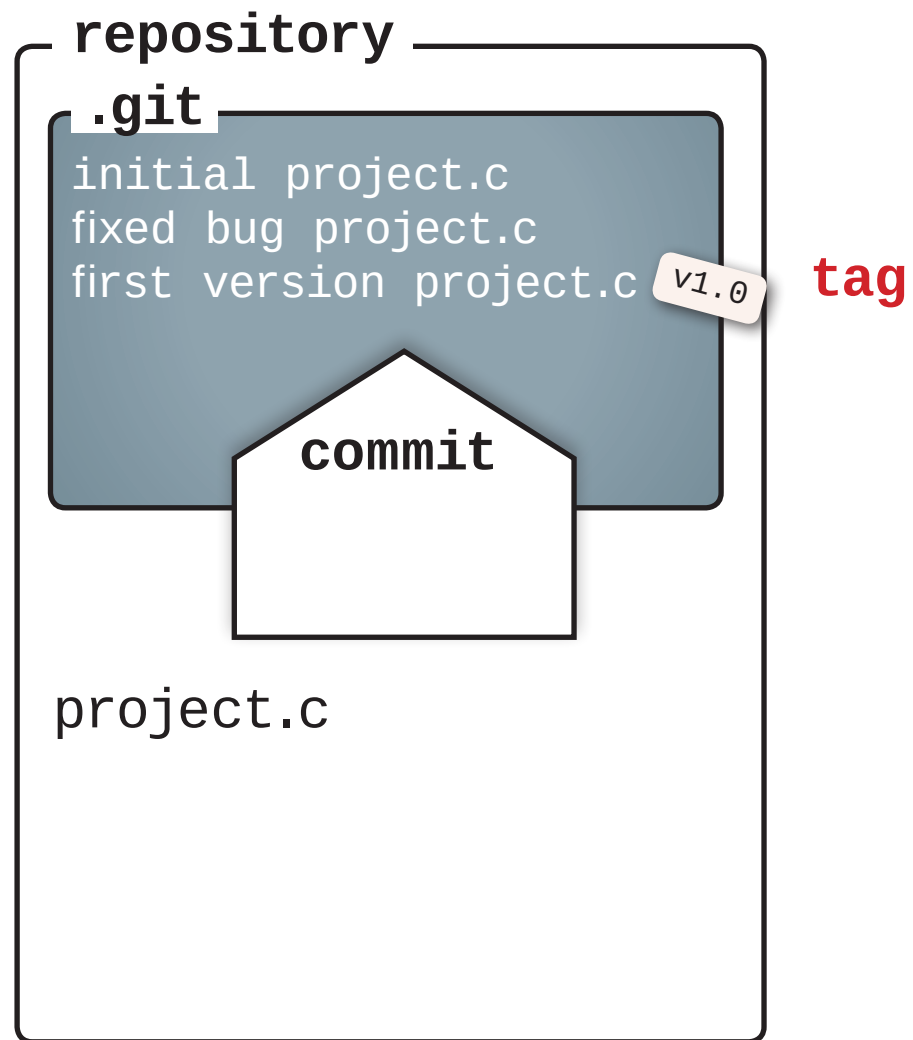 repository
.git
initial project.c
fixed bug project.c
first version project.c v1.0 tag
commit
project.c